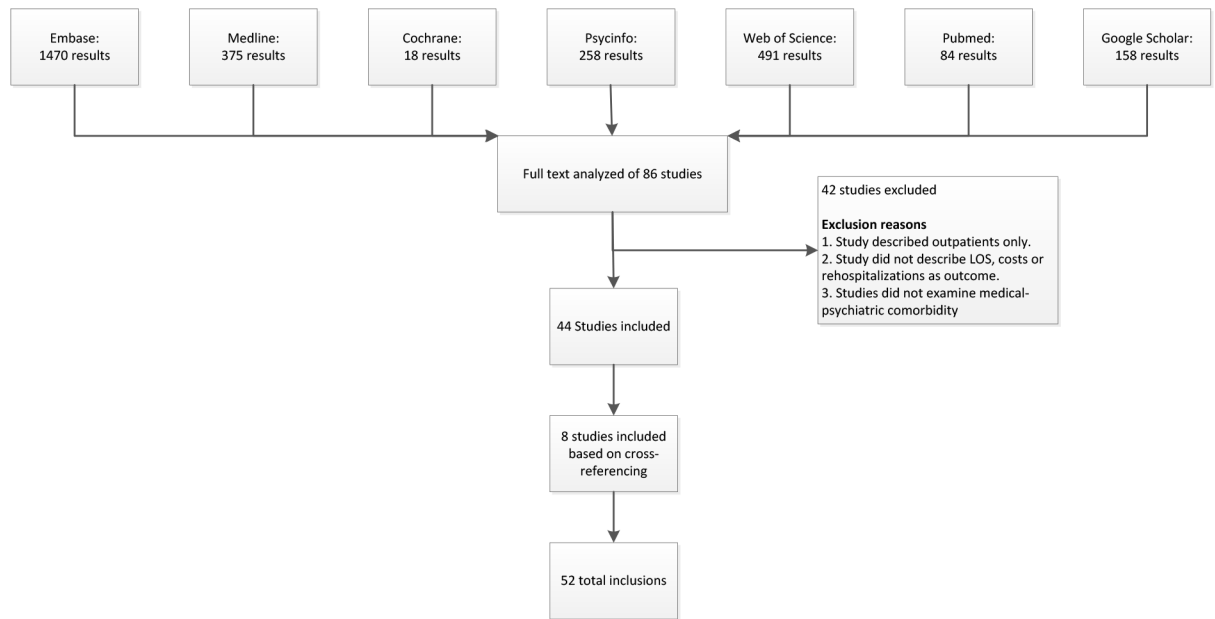 Embase:
1470 results
Medline:
375 results
Cochrane:
18 results
Psycinfo:
258 results
Web of Science:
491 results
Pubmed:
84 results
Google Scholar:
158 results
Full text analyzed of 86 studies
42 studies excluded
Exclusion reasons
1. Study described outpatients only.
2. Study did not describe LOS, costs or
rehospitalizations as outcome.
3. Studies did not examine medical-
psychiatric comorbidity
44 Studies included
8 studies included
based on cross-
referencing
52 total inclusions